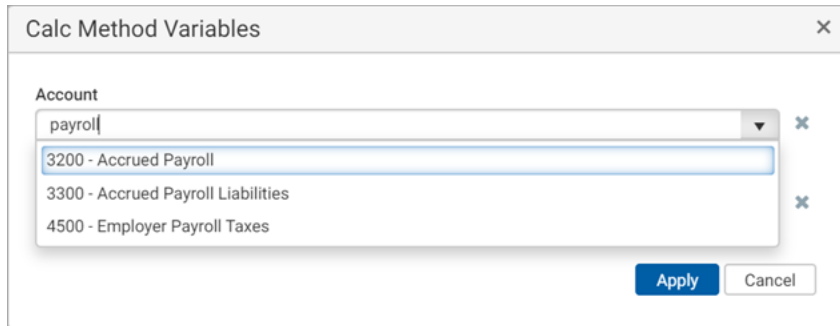 Calc Method Variables
Account
payroll
3200 - Accrued Payroll
3300 - Accrued Payroll Liabilities
4500 - Employer Payroll Taxes
Apply Cancel